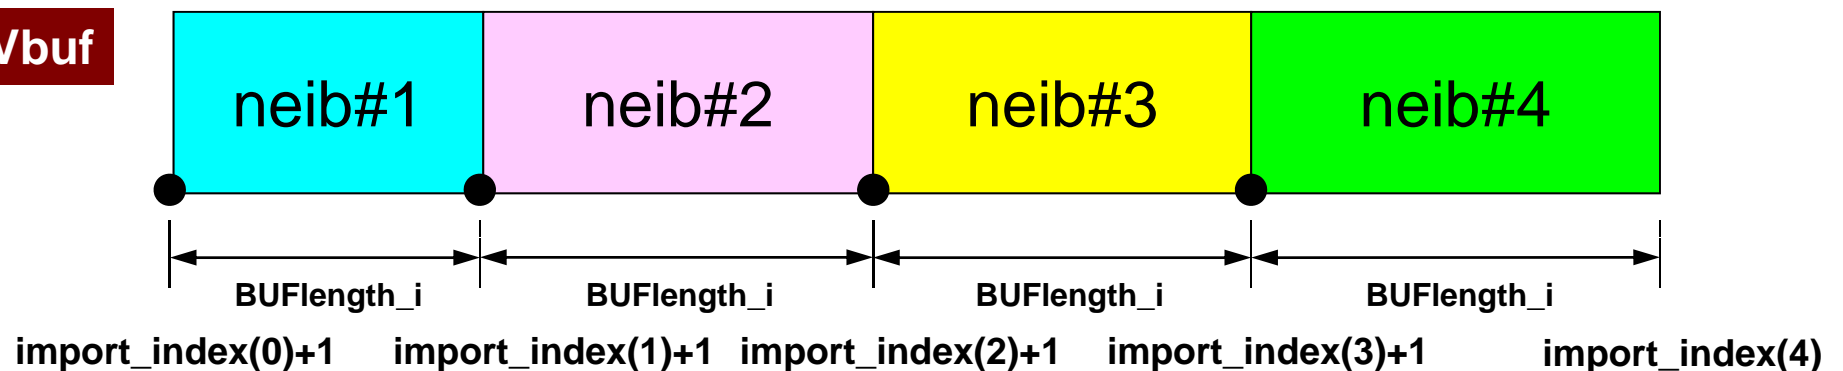 Vbuf
neib#1 neib#2 neib#3 neib#4
BUFlength_i BUFlength_i BUFlength_i BUFlength_i
import_index(0)+1 import_index(1)+1 import_index(2)+1 import_index(3)+1 import_index(4)